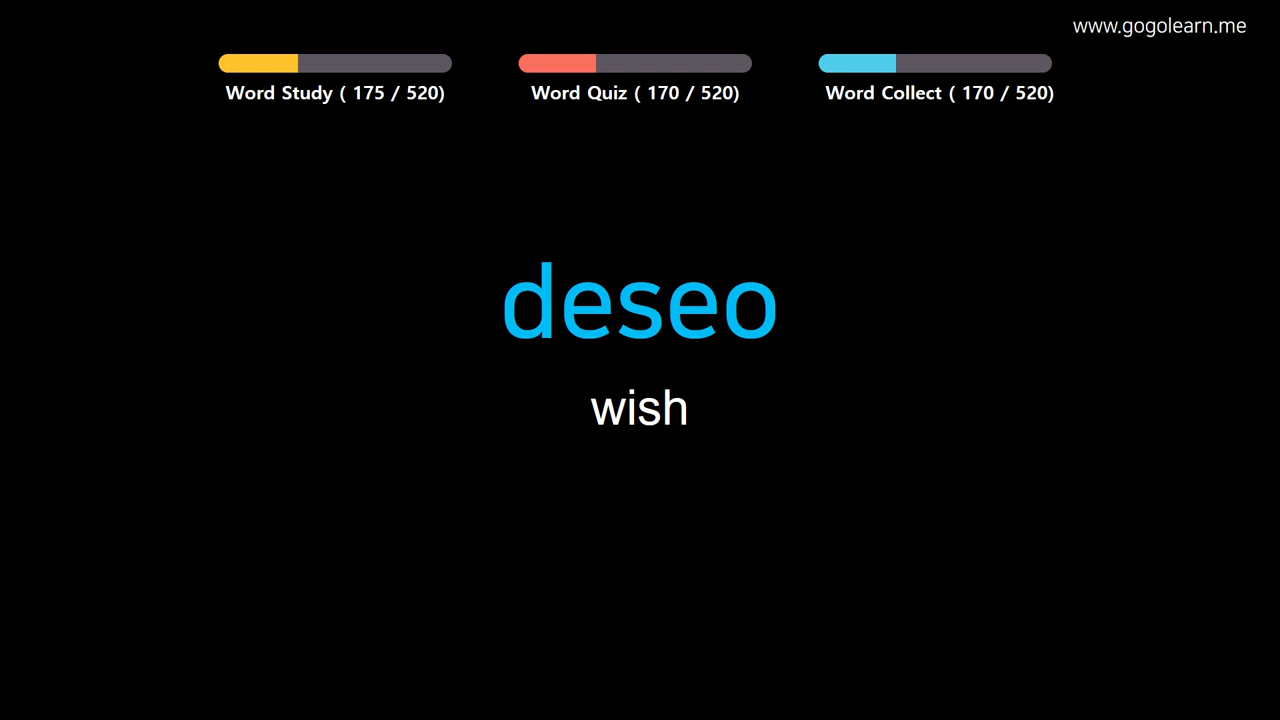 www.gogolearn.me
Word Study ( 175 / 520)
Word Quiz ( 170 / 520)
Word Collect ( 170 / 520)
deseo
wish